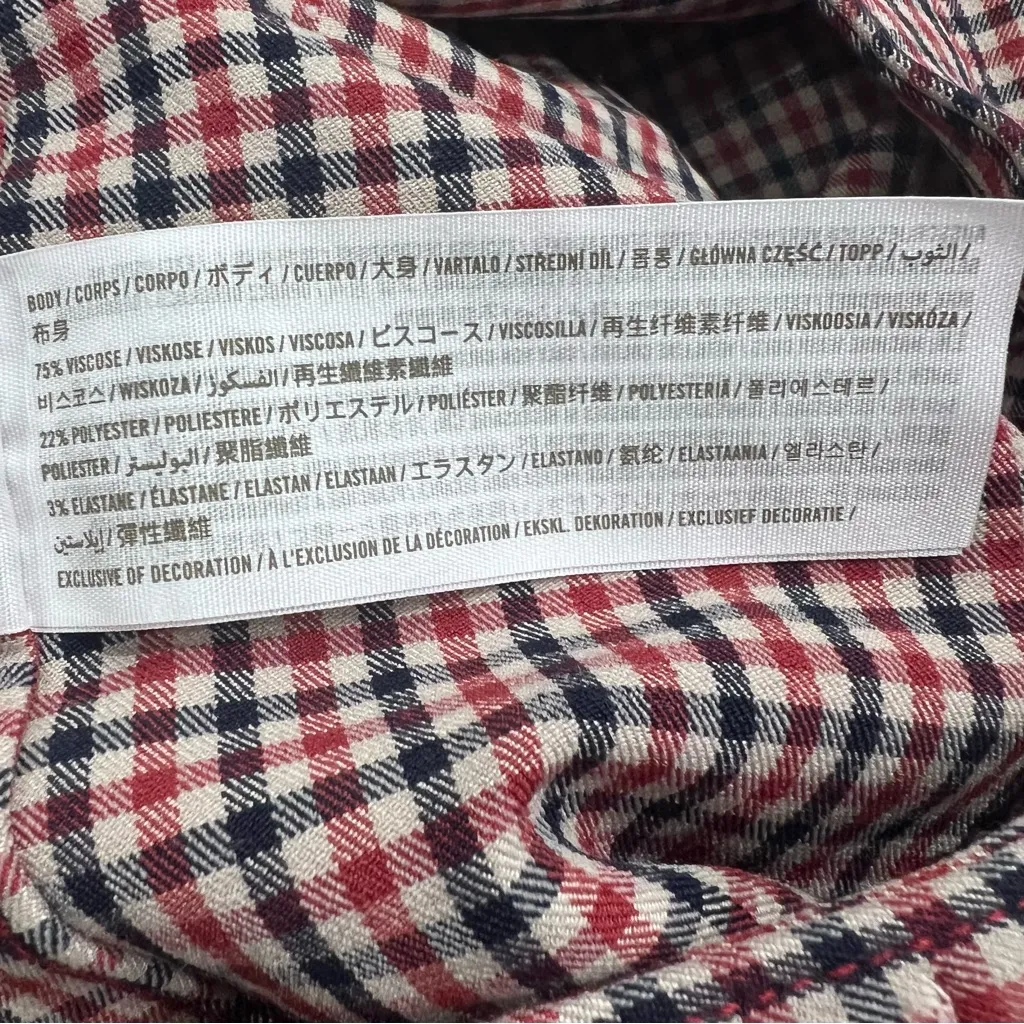 BODY / CORPS / CORPO / ボディ / CUERPO / 大身 / VARTALO / STŘEDNÍ DÍL / 몸통 / GŁÓWNA CZĘŚĆ / TOPP / الثوب /
布身
75% VISCOSE / VISKOSE / VISKOS / VISCOSA / ビスコース / VISCOSILLA / 再生纤维素纤维 / VISKOOSIA / VISKÓZA /
비스코스 / WISKOZA / الفسكوز / 再生纖維素纖維
22% POLYESTER / POLIESTERE / ポリエステル / POLIÉSTER / 聚酯纤维 / POLYESTERIÄ / 폴리에스테르 /
POLIESTER / البوليستر / 聚脂纖維
3% ELASTANE / ÉLASTANE / ELASTAN / ELASTAAN / エラスタン / ELASTANO / 氨纶 / ELASTAANIA / 엘라스탄 /
إيلاستين / 彈性纖維
EXCLUSIVE OF DECORATION / À L'EXCLUSION DE LA DÉCORATION / EKSKL. DEKORATION / EXCLUSIEF DECORATIE /